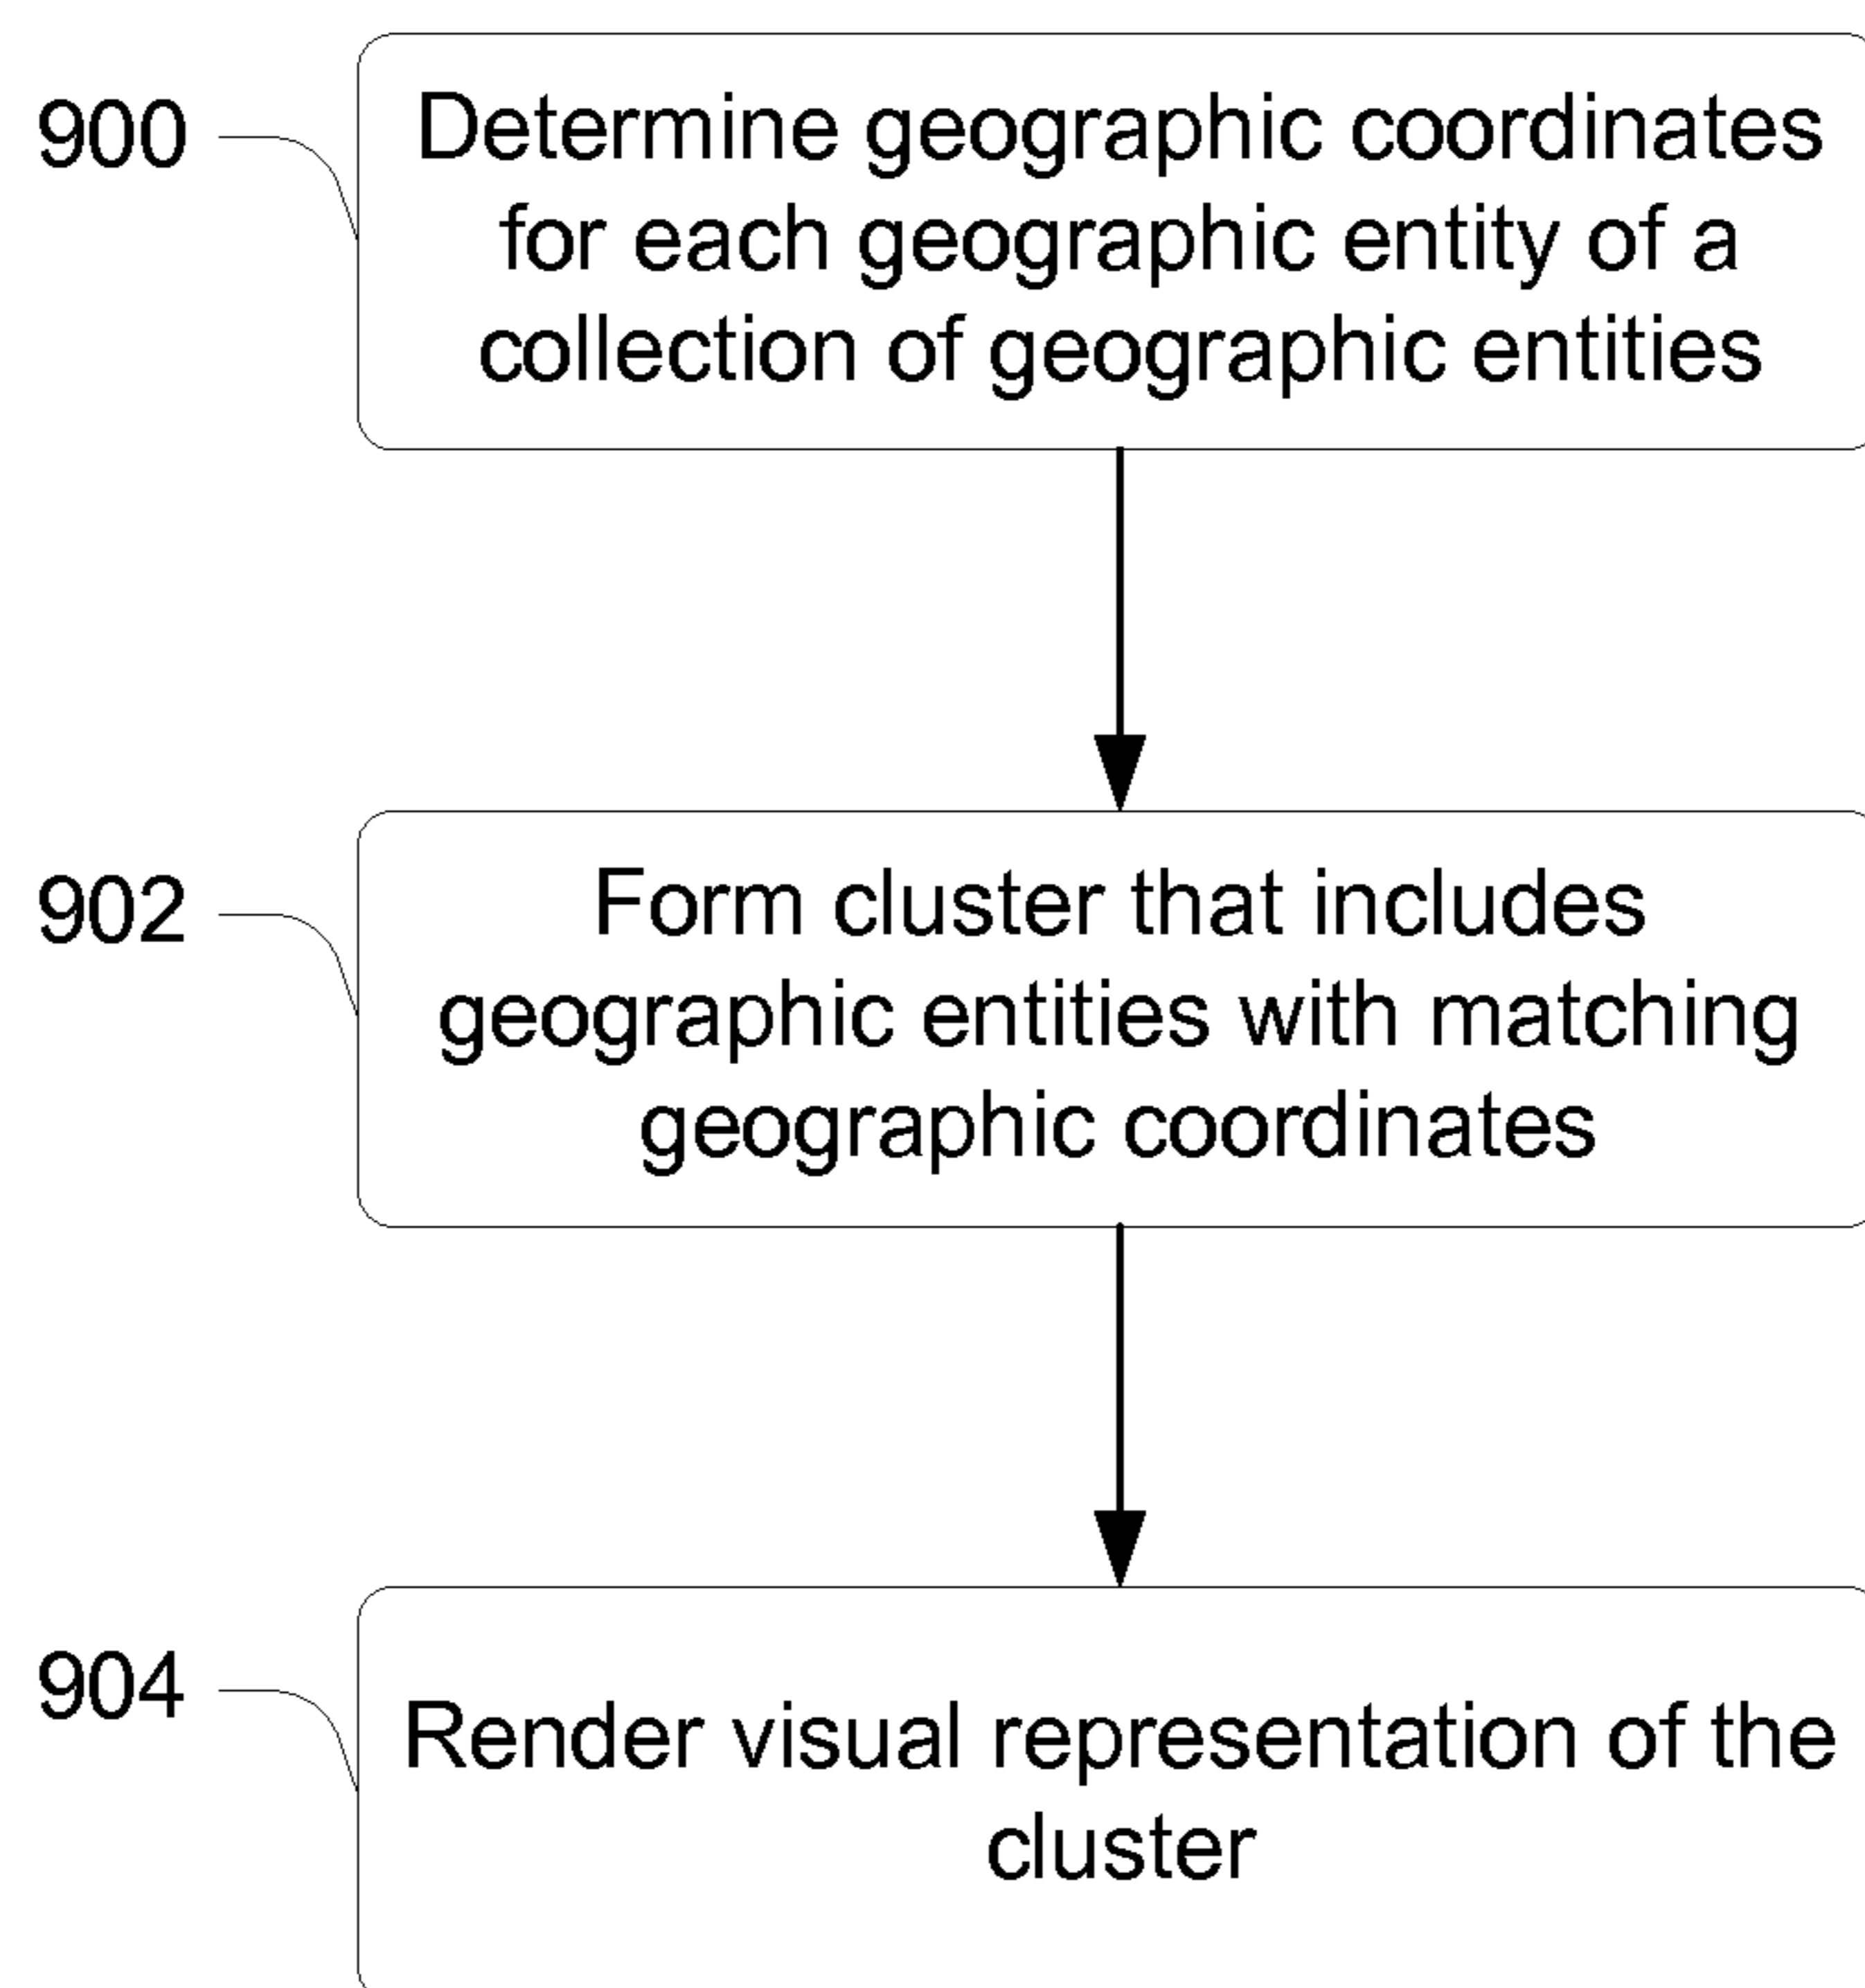 900
Determine geographic coordinates
for each geographic entity of a
collection of geographic entities
902
Form cluster that includes
geographic entities with matching
geographic coordinates
904
Render visual representation of the
cluster